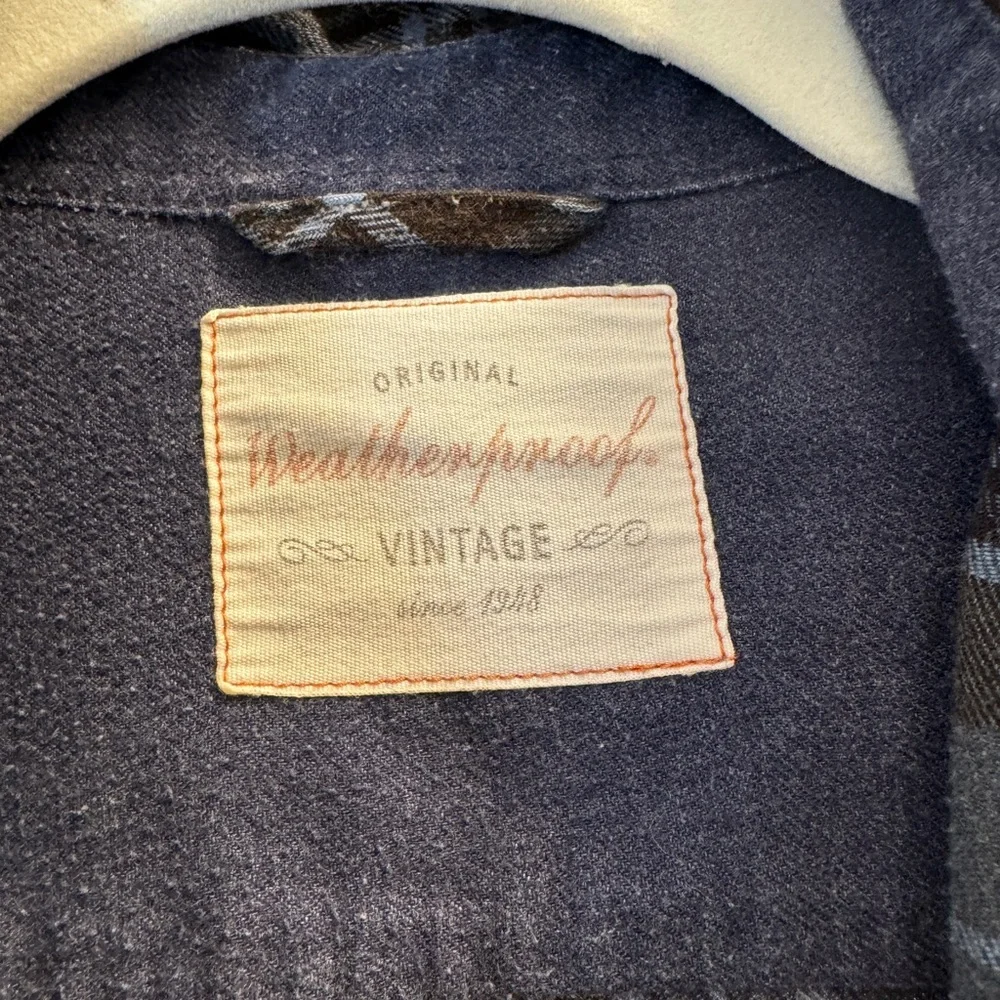 ORIGINAL
Weatherproof
VINTAGE
since 1948